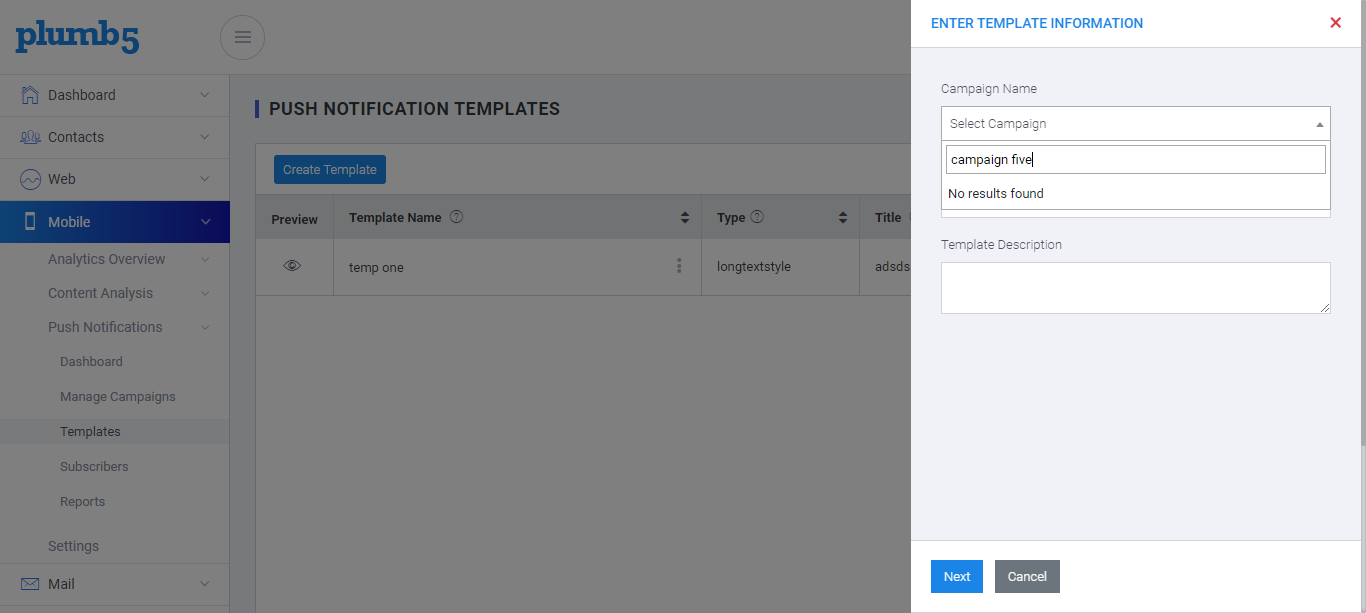 plumb5
Dashboard
Contacts
Web
Mobile
Analytics Overview
Content Analysis
Push Notifications
Dashboard
Manage Campaigns
Templates
Subscribers
Reports
Settings
Mail
PUSH NOTIFICATION TEMPLATES
Create Template
Preview Template Name ? Type ? Title
temp one longtextstyle adsds
ENTER TEMPLATE INFORMATION
Campaign Name
Select Campaign
campaign five
No results found
Template Description
Next Cancel